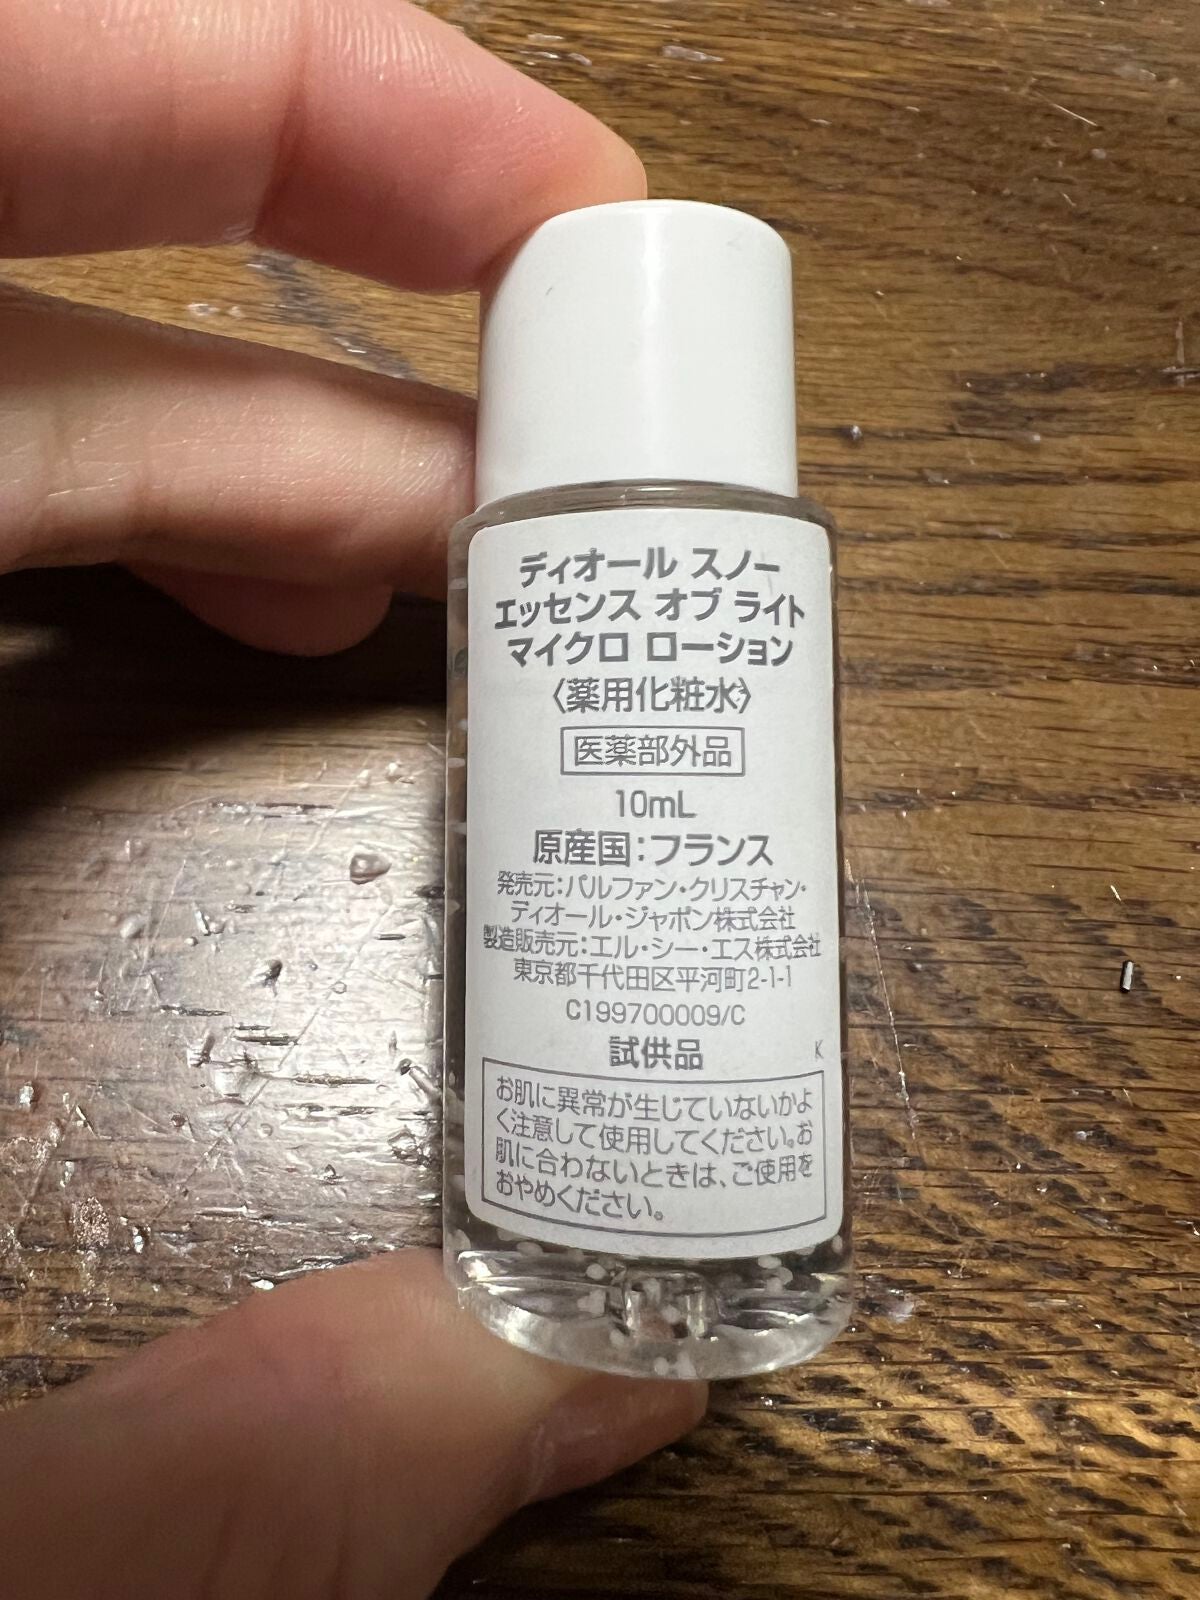 ディオール スノー
エッセンス オブ ライト
マイクロ ローション
〈薬用化粧水〉
医薬部外品
10mL
原産国：フランス
発売元：パルファン・クリスチャン・
ディオール・ジャポン株式会社
製造販売元：エル・シー・エス株式会社
東京都千代田区平河町2-1-1
C199700009/C
試供品
K
お肌に異常が生じていないかよ
く注意して使用してください。お
肌に合わないときは、ご使用を
おやめください。